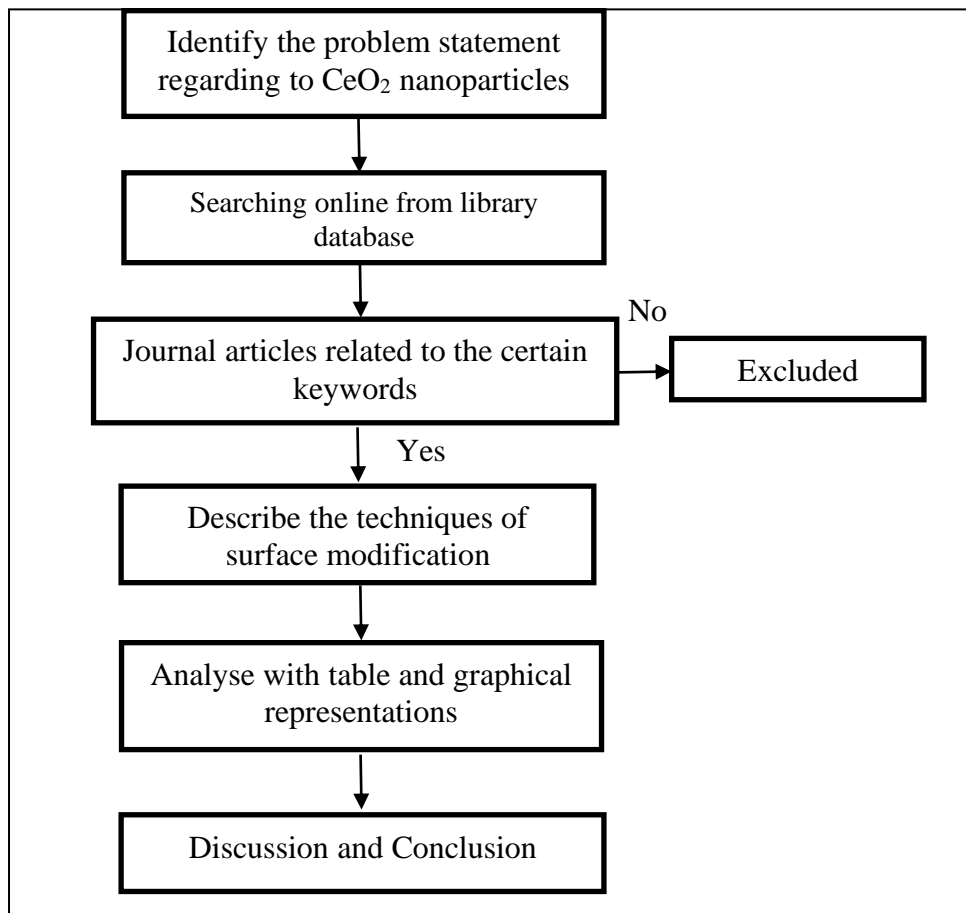 Identify the problem statement
regarding to CeO₂ nanoparticles
Searching online from library
database
No
Journal articles related to the certain
keywords
Excluded
Yes
Describe the techniques of
surface modification
Analyse with table and graphical
representations
Discussion and Conclusion